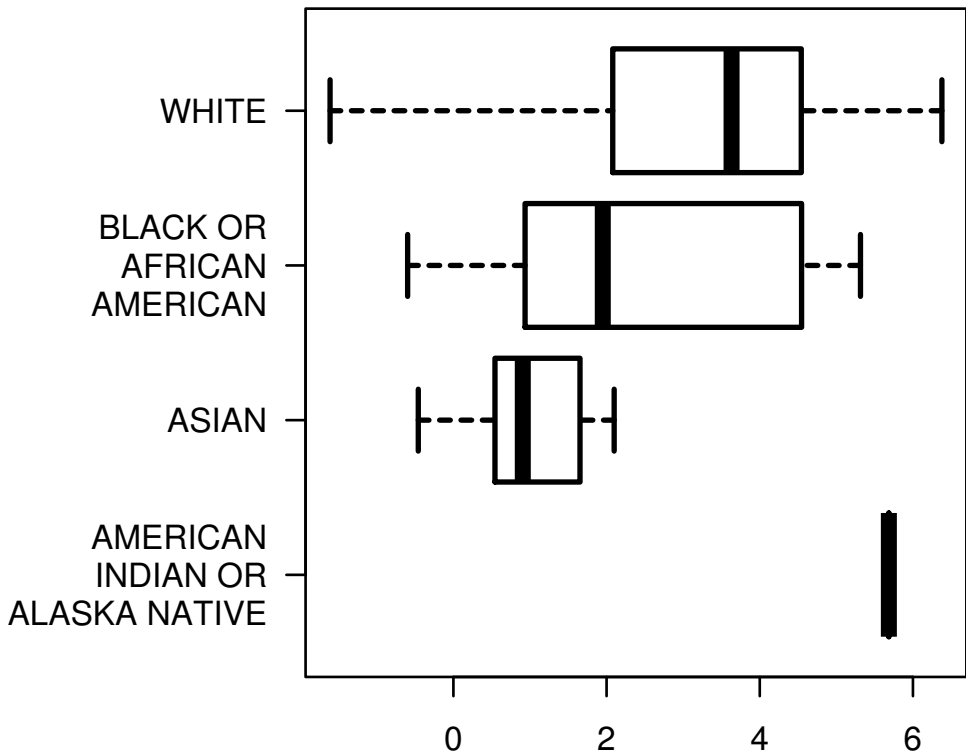 WHITE
BLACK OR
AFRICAN
AMERICAN
ASIAN
AMERICAN
INDIAN OR
ALASKA NATIVE
0 2 4 6